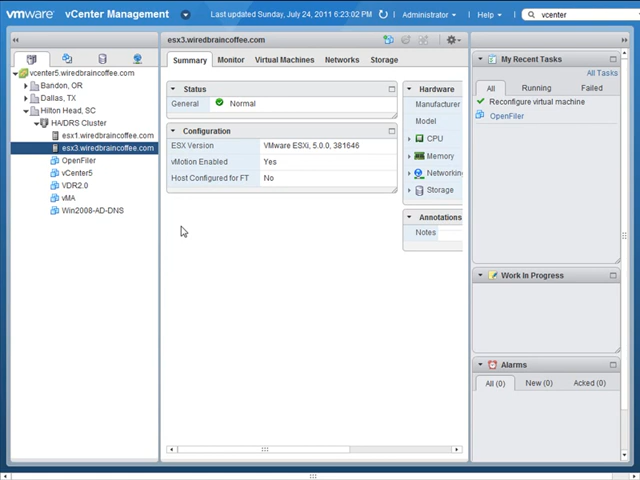 vmware vCenter Management Last updated Sunday, July 24, 2011 6:23:02 PM Administrator Help vcenter
vcenter5.wiredbraincoffee.com
Bandon, OR
Dallas, TX
Hilton Head, SC
HA/DRS Cluster
esx1.wiredbraincoffee.com
esx3.wiredbraincoffee.com
OpenFiler
vCenter5
VDR2.0
vMA
Win2008-AD-DNS
esx3.wiredbraincoffee.com
Summary Monitor Virtual Machines Networks Storage
Status
General Normal
Configuration
ESX Version VMware ESXi, 5.0.0, 381646
vMotion Enabled Yes
Host Configured for FT No
Hardware
Manufacturer
Model
CPU
Memory
Networking
Storage
Annotations
Notes
My Recent Tasks
All Tasks
All Running Failed
Reconfigure virtual machine
OpenFiler
Work In Progress
Alarms
All (0) New (0) Acked (0)